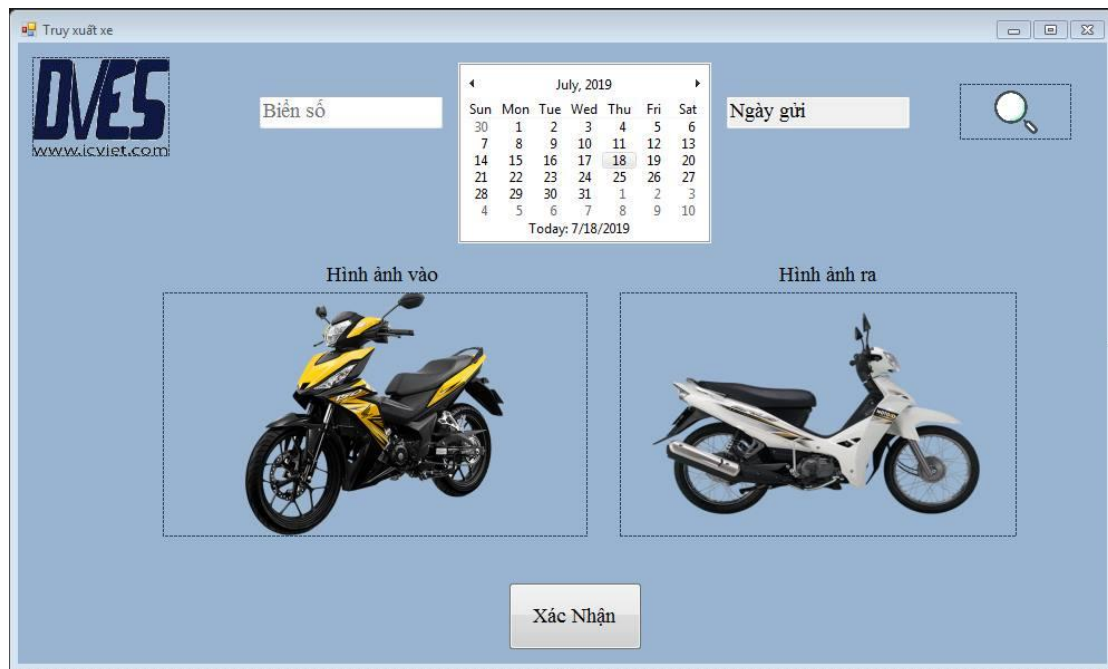 Truy xuất xe
DVES
www.icviet.com
Biển số
July, 2019
Sun Mon Tue Wed Thu Fri Sat
30 1 2 3 4 5 6
7 8 9 10 11 12 13
14 15 16 17 18 19 20
21 22 23 24 25 26 27
28 29 30 31 1 2 3
4 5 6 7 8 9 10
Today: 7/18/2019
Ngày gửi
Hình ảnh vào
Hình ảnh ra
Xác Nhận